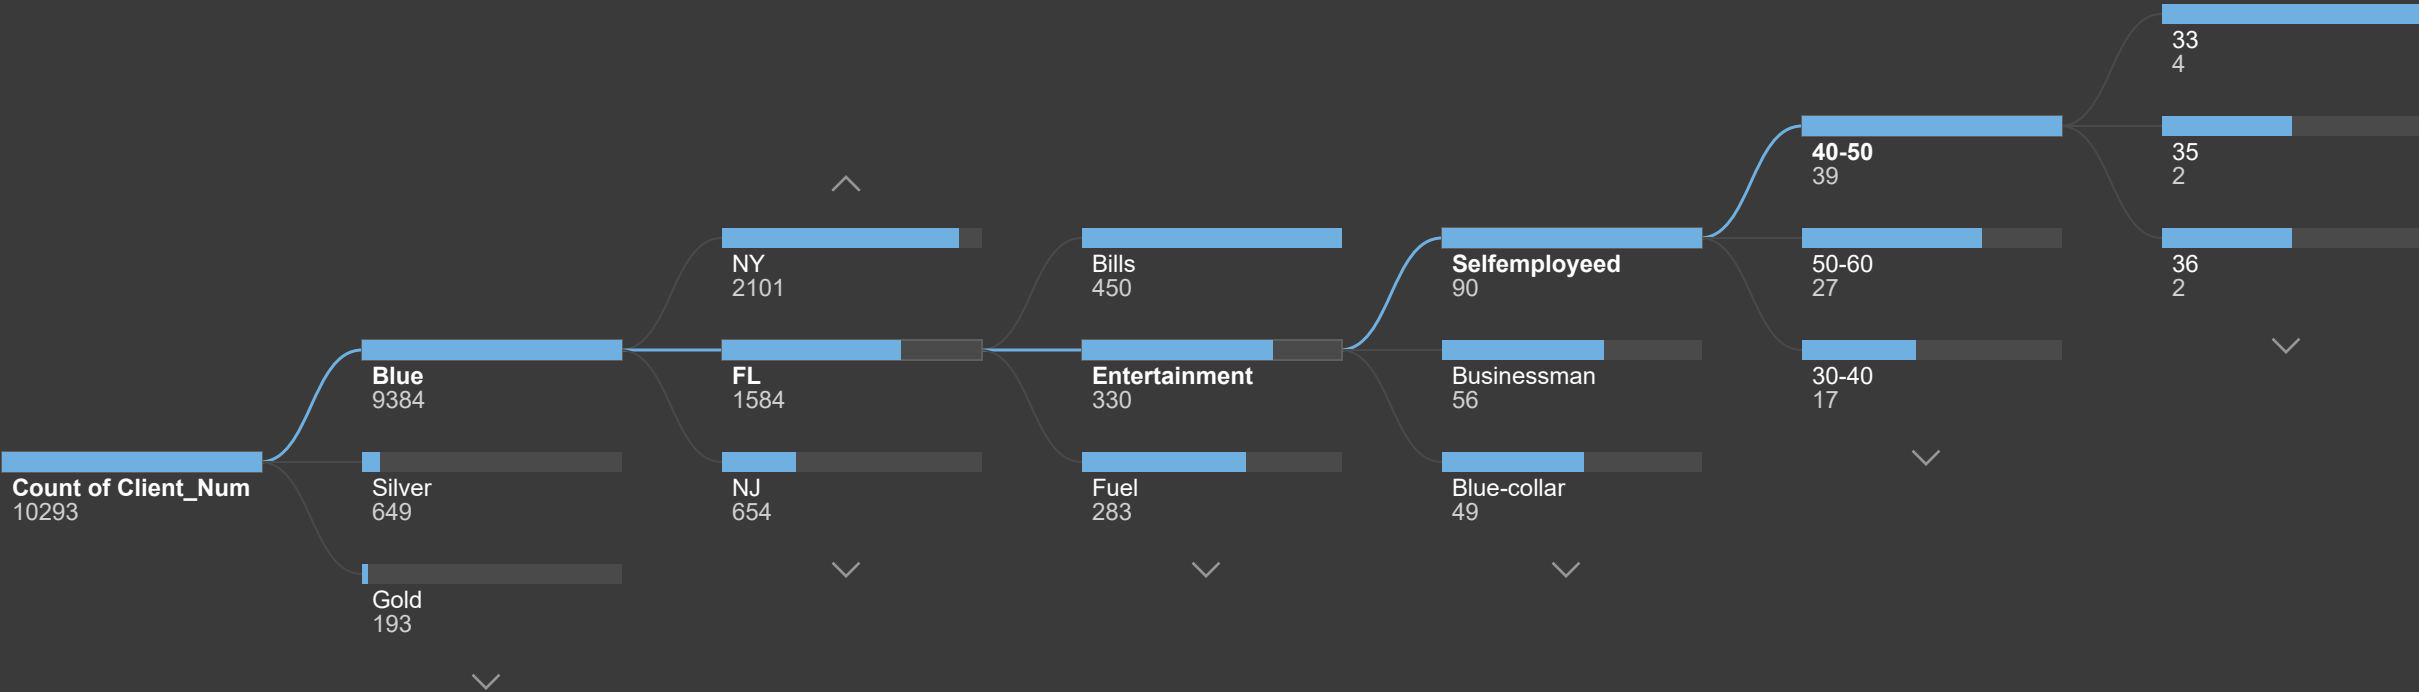 Count of Client_Num
10293
Blue
9384
Silver
649
Gold
193
NY
2101
FL
1584
NJ
654
Bills
450
Entertainment
330
Fuel
283
Selfemployeed
90
Businessman
56
Blue-collar
49
40-50
39
50-60
27
30-40
17
33
4
35
2
36
2